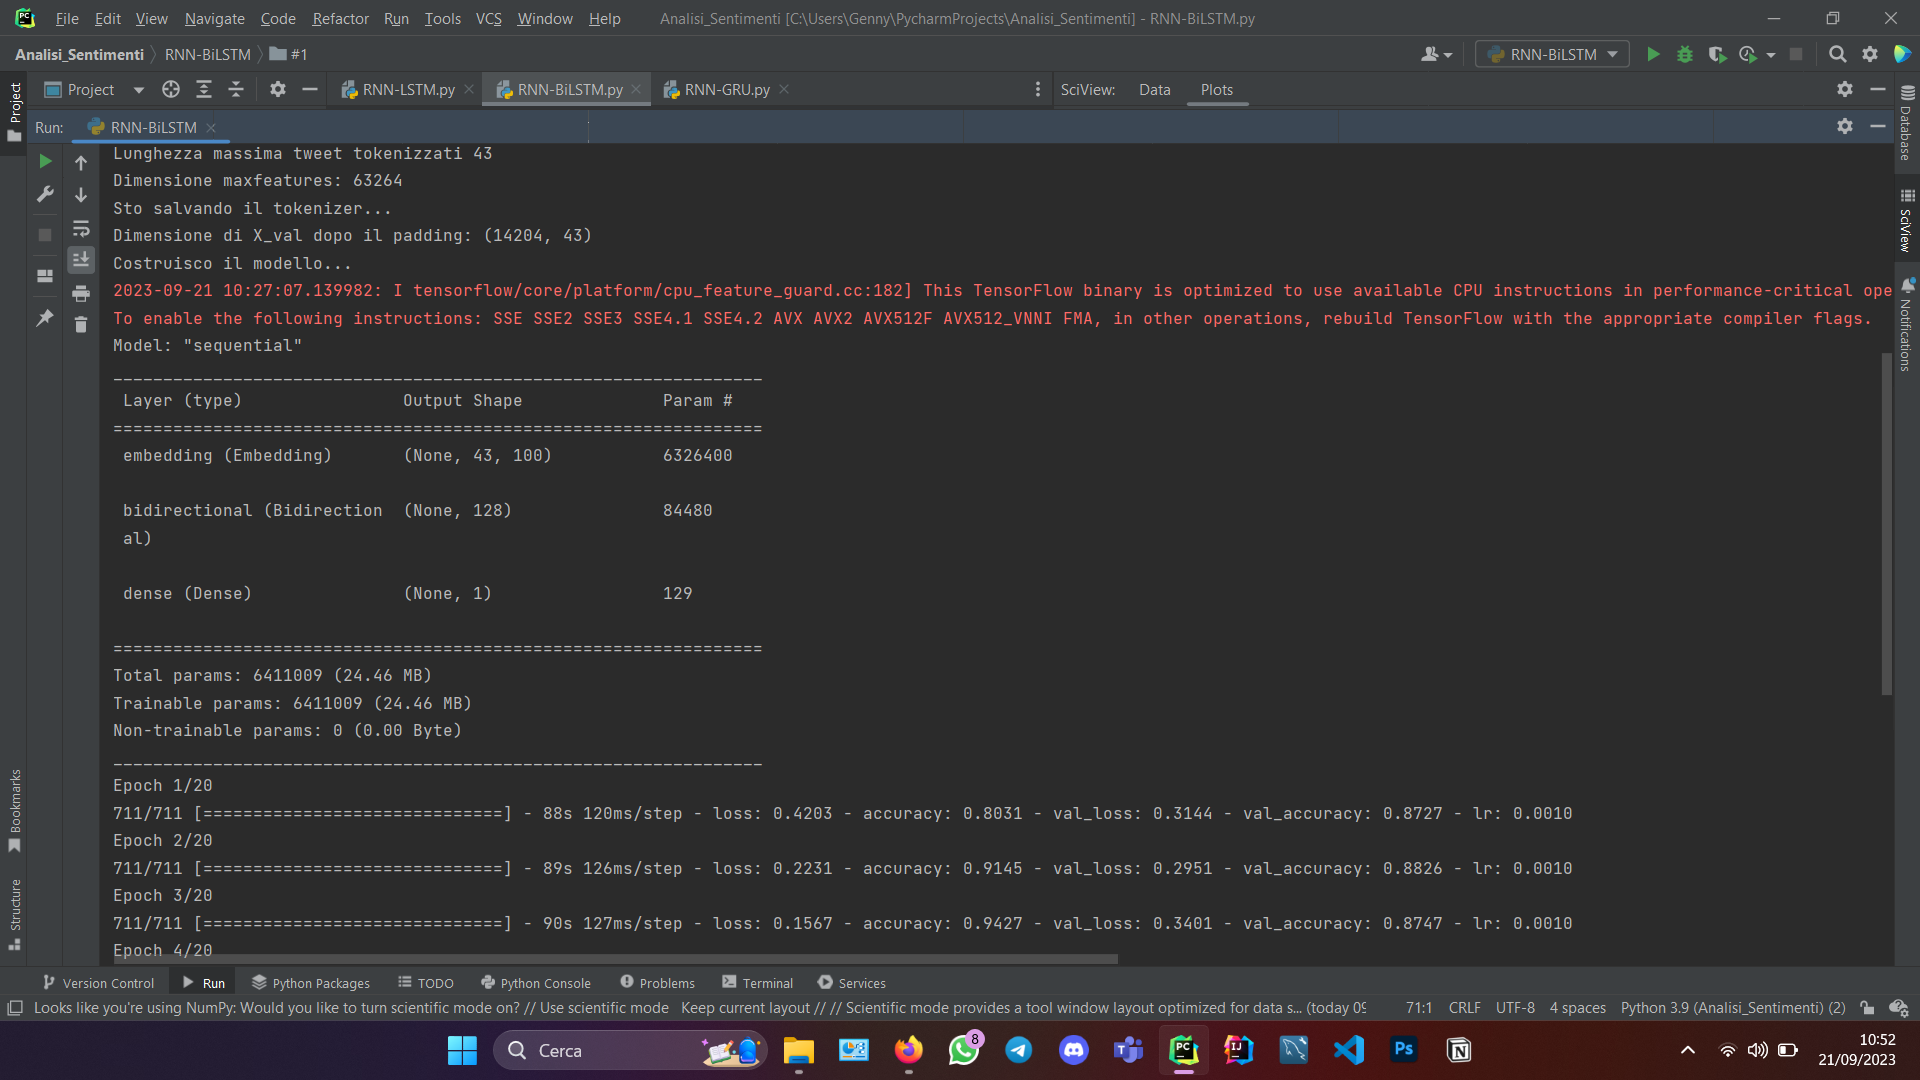 File Edit View Navigate Code Refactor Run Tools VCS Window Help Analisi_Sentimenti [C:\Users\Genny\PycharmProjects\Analisi_Sentimenti] - RNN-BiLSTM.py
Analisi_Sentimenti RNN-BiLSTM #1 RNN-BiLSTM
Project RNN-LSTM.py RNN-BiLSTM.py RNN-GRU.py SciView: Data Plots
Run: RNN-BiLSTM
Lunghezza massima tweet tokenizzati 43
Dimensione maxfeatures: 63264
Sto salvando il tokenizer...
Dimensione di X_val dopo il padding: (14204, 43)
Costruisco il modello...
2023-09-21 10:27:07.139982: I tensorflow/core/platform/cpu_feature_guard.cc:182] This TensorFlow binary is optimized to use available CPU instructions in performance-critical ope
To enable the following instructions: SSE SSE2 SSE3 SSE4.1 SSE4.2 AVX AVX2 AVX512F AVX512_VNNI FMA, in other operations, rebuild TensorFlow with the appropriate compiler flags.
Model: "sequential"
_________________________________________________________________
Layer (type) Output Shape Param #
=================================================================
embedding (Embedding) (None, 43, 100) 6326400
bidirectional (Bidirection (None, 128) 84480
al)
dense (Dense) (None, 1) 129
=================================================================
Total params: 6411009 (24.46 MB)
Trainable params: 6411009 (24.46 MB)
Non-trainable params: 0 (0.00 Byte)
_________________________________________________________________
Epoch 1/20
711/711 [==============================] - 88s 120ms/step - loss: 0.4203 - accuracy: 0.8031 - val_loss: 0.3144 - val_accuracy: 0.8727 - lr: 0.0010
Epoch 2/20
711/711 [==============================] - 89s 126ms/step - loss: 0.2231 - accuracy: 0.9145 - val_loss: 0.2951 - val_accuracy: 0.8826 - lr: 0.0010
Epoch 3/20
711/711 [==============================] - 90s 127ms/step - loss: 0.1567 - accuracy: 0.9427 - val_loss: 0.3401 - val_accuracy: 0.8747 - lr: 0.0010
Epoch 4/20
Project
Bookmarks
Structure
Database
SciView
Notifications
Version Control Run Python Packages TODO Python Console Problems Terminal Services
Looks like you're using NumPy: Would you like to turn scientific mode on? // Use scientific mode Keep current layout // // Scientific mode provides a tool window layout optimized for data s... (today 09 71:1 CRLF UTF-8 4 spaces Python 3.9 (Analisi_Sentimenti) (2)
Cerca 8 PC IJ Ps N 10:52
21/09/2023